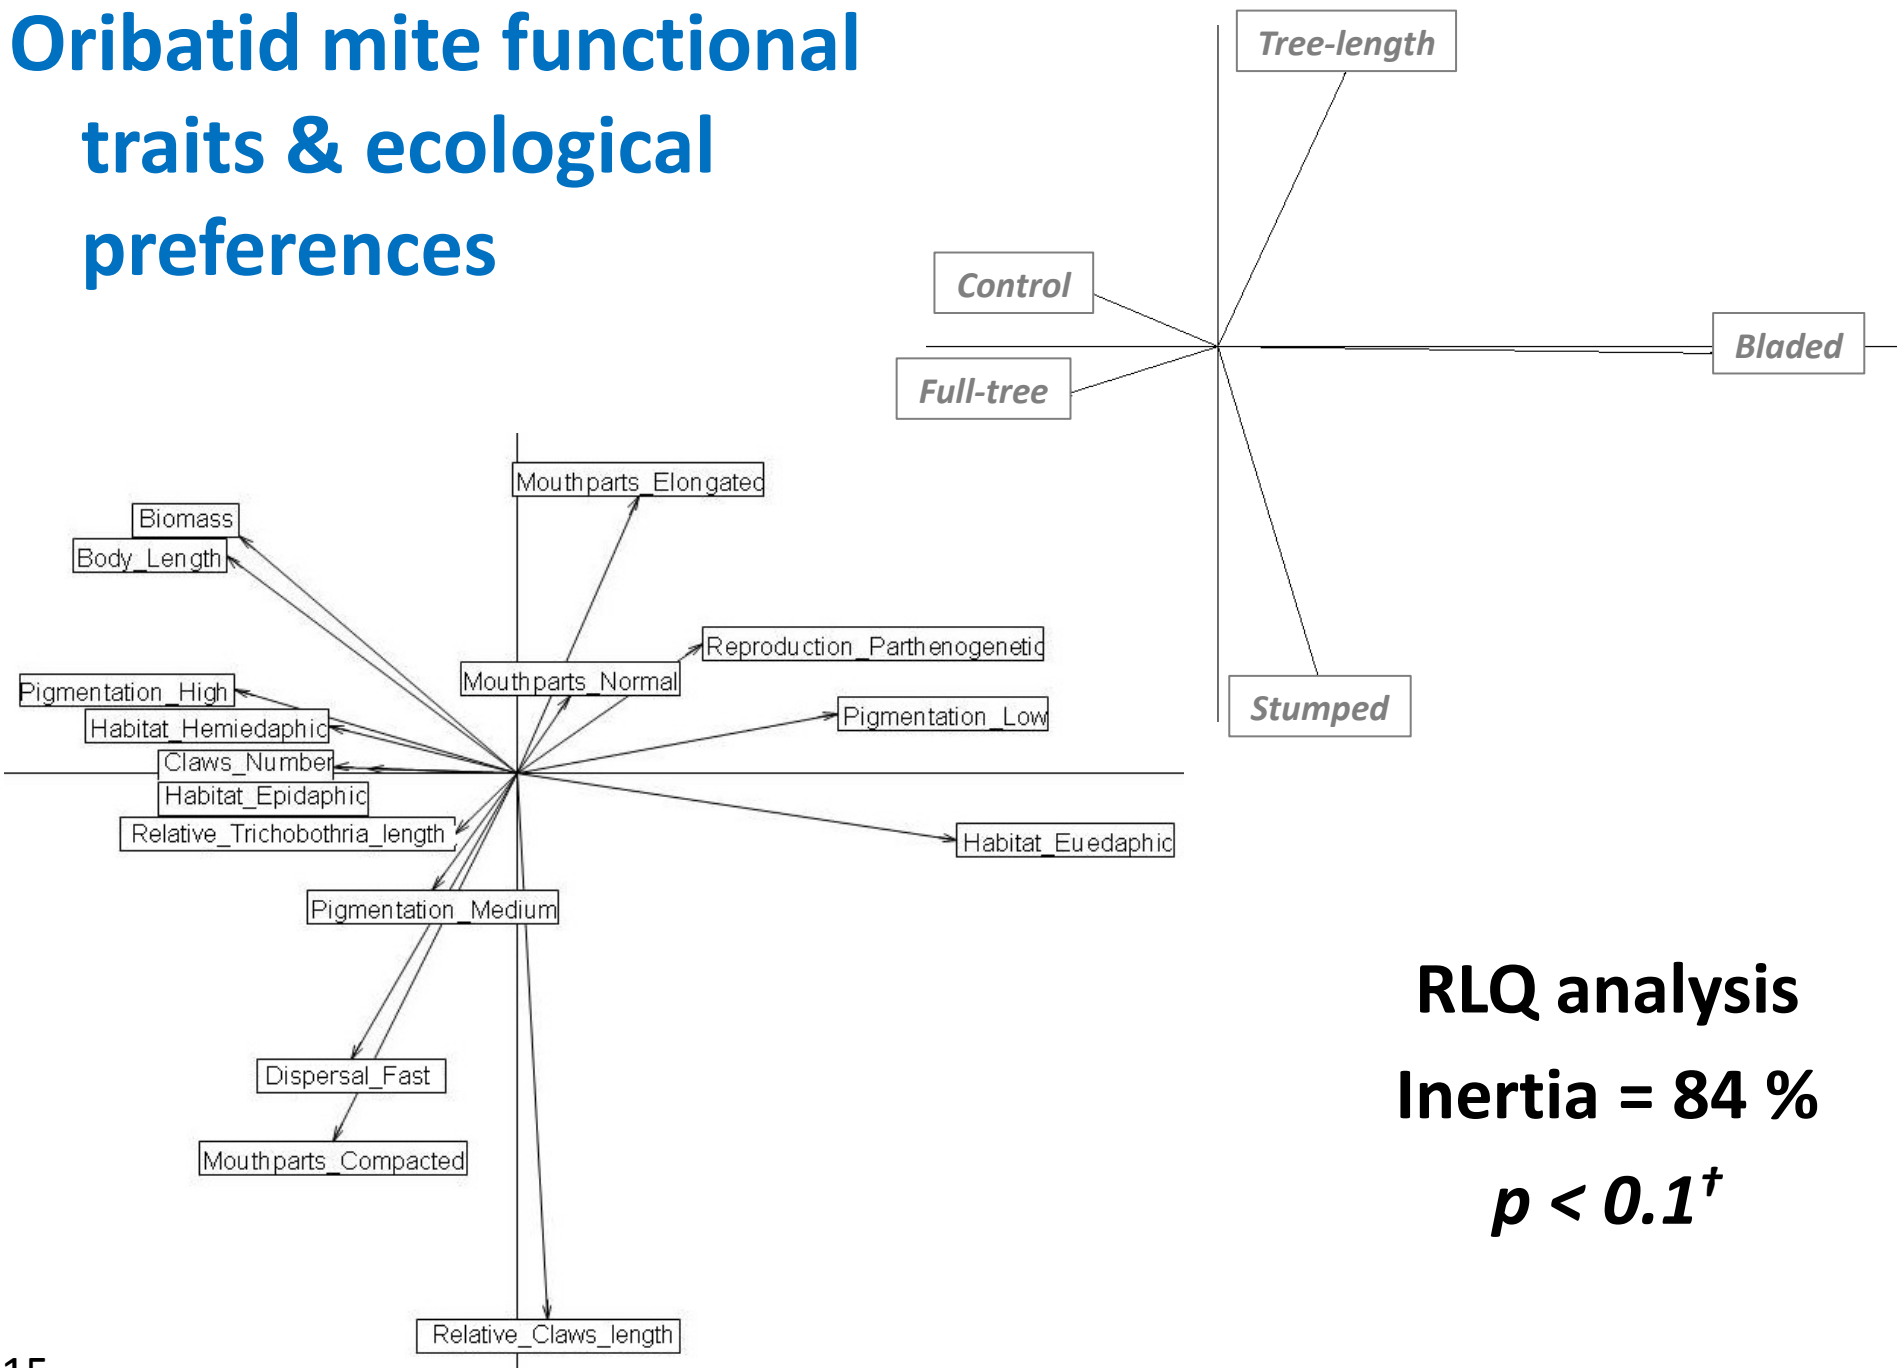 Oribatid mite functional
traits & ecological
preferences
Tree-length
Control
Bladed
Full-tree
Stumped
Mouthparts_Elongated
Biomass
Body_Length
Reproduction_Parthenogenetic
Mouthparts_Normal
Pigmentation_High
Pigmentation_Low
Habitat_Hemiedaphic
Claws_Number
Habitat_Epidaphic
Relative_Trichobothria_length
Habitat_Euedaphic
Pigmentation_Medium
Dispersal_Fast
Mouthparts_Compacted
Relative_Claws_length
RLQ analysis
Inertia = 84 %
p < 0.1†
15